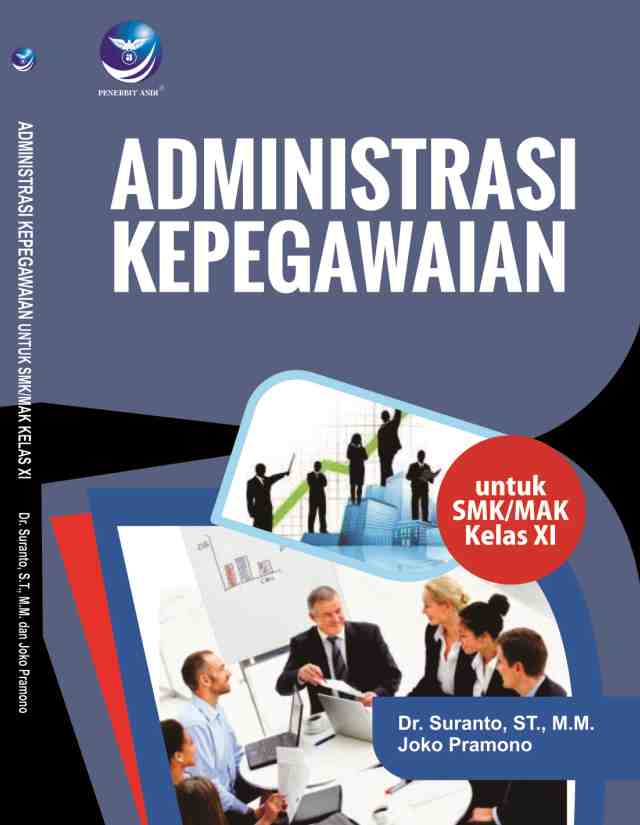 PENERBIT ANDI®
ADMINISTRASI
KEPEGAWAIAN
untuk
SMK/MAK
Kelas XI
Dr. Suranto, ST., M.M.
Joko Pramono
ADMINISTRASI KEPEGAWAIAN UNTUK SMK/MAK KELAS XI
Dr. Suranto, S.T., M.M. dan Joko Pramono